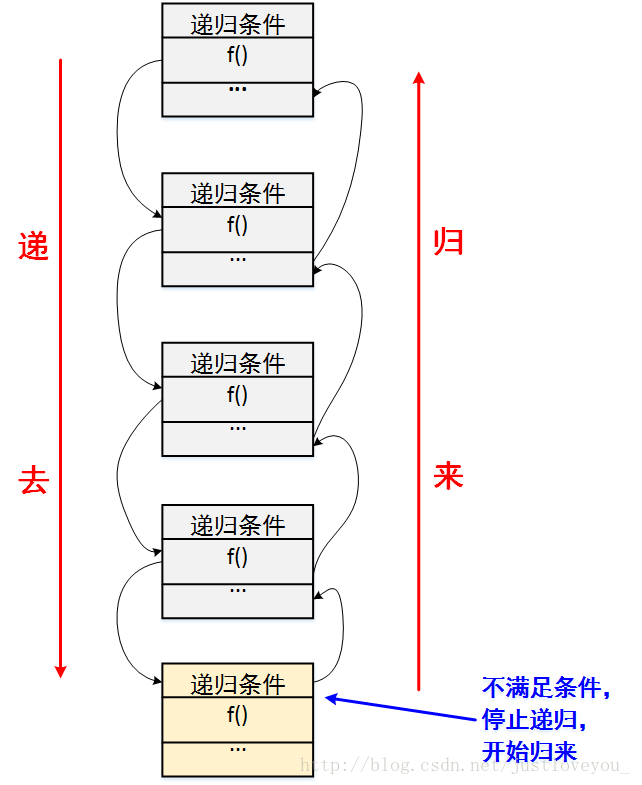 递归条件
f()
...
递归条件
f()
...
递
归
递归条件
f()
...
去
来
递归条件
f()
...
递归条件
f()
...
不满足条件，
停止递归，
开始归来
http://blog.csdn.net/justloveyou_